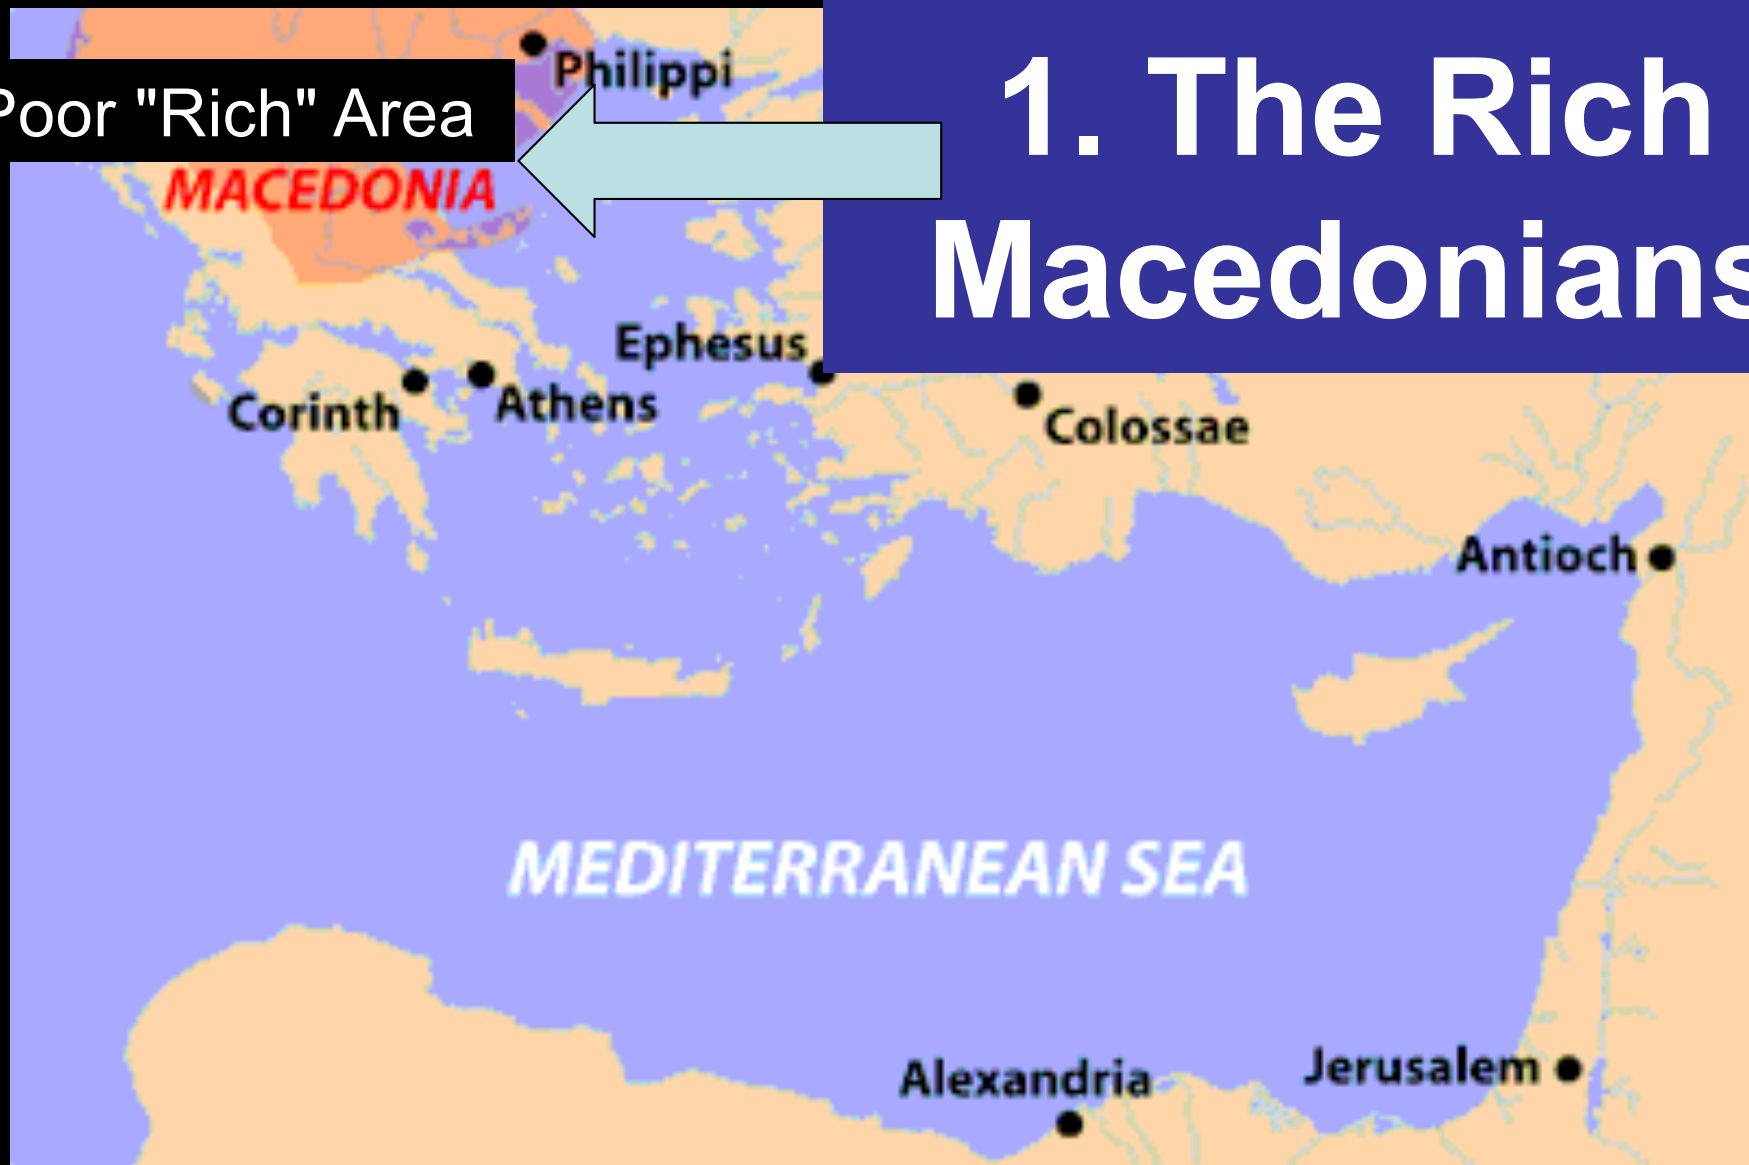 1. The Rich
Macedonians
Philippi
Poor "Rich" Area
MACEDONIA
Ephesus
Corinth
Athens
Colossae
Antioch
MEDITERRANEAN SEA
Alexandria
Jerusalem